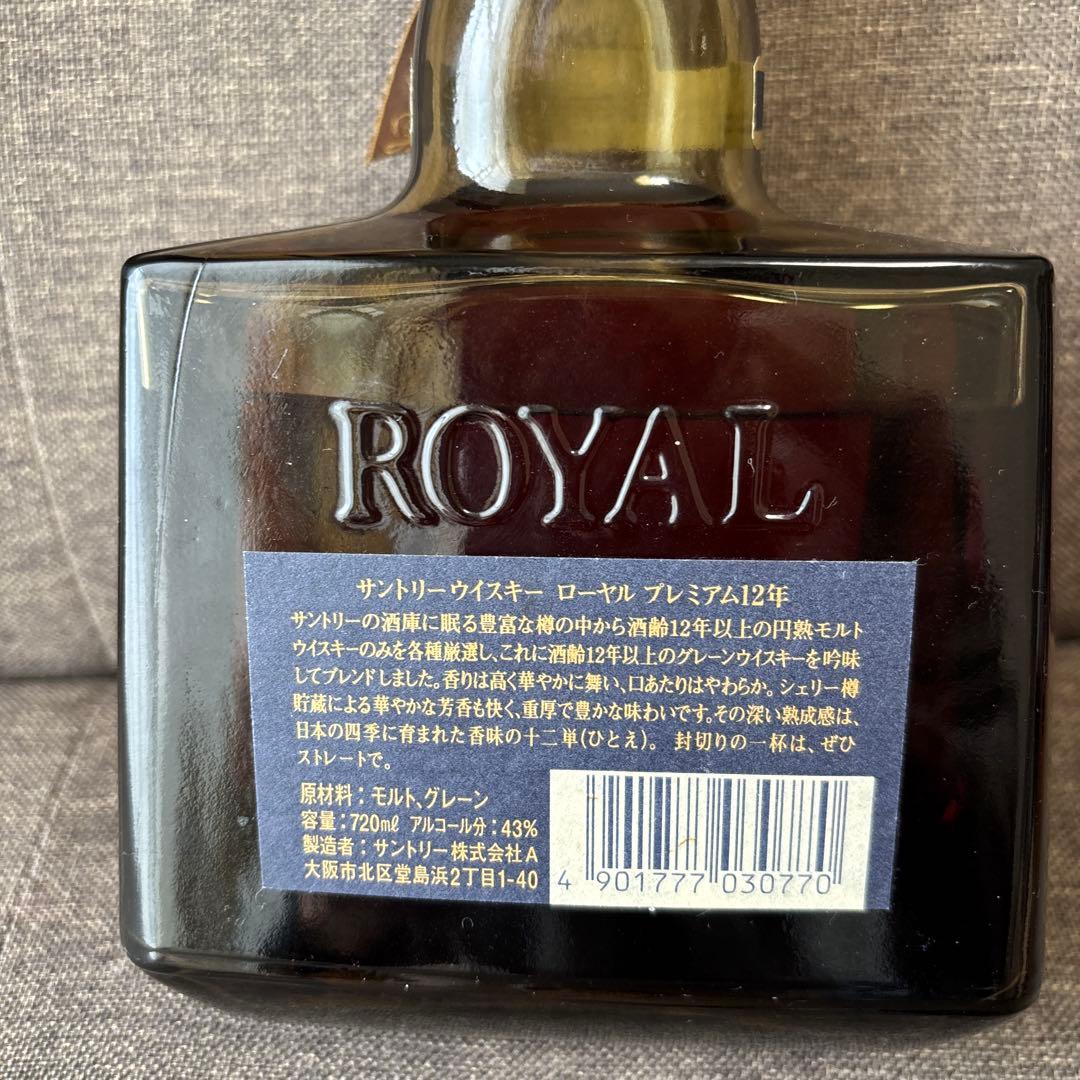 ROYAL
サントリーウイスキー ローヤル プレミアム12年
サントリーの酒庫に眠る豊富な樽の中から酒齢12年以上の円熟モルト
ウイスキーのみを各種厳選し、これに酒齢12年以上のグレーンウイスキーを吟味
してブレンドしました。香りは高く華やかに舞い、口あたりはやわらか。シェリー樽
貯蔵による華やかな芳香も快く、重厚で豊かな味わいです。その深い熟成感は、
日本の四季に育まれた香味の十二単(ひとえ)。 封切りの一杯は、ぜひ
ストレートで。
原材料：モルト、グレーン
容量：720㎖ アルコール分：43%
製造者：サントリー株式会社A
大阪市北区堂島浜2丁目1-40
4 901777 030770